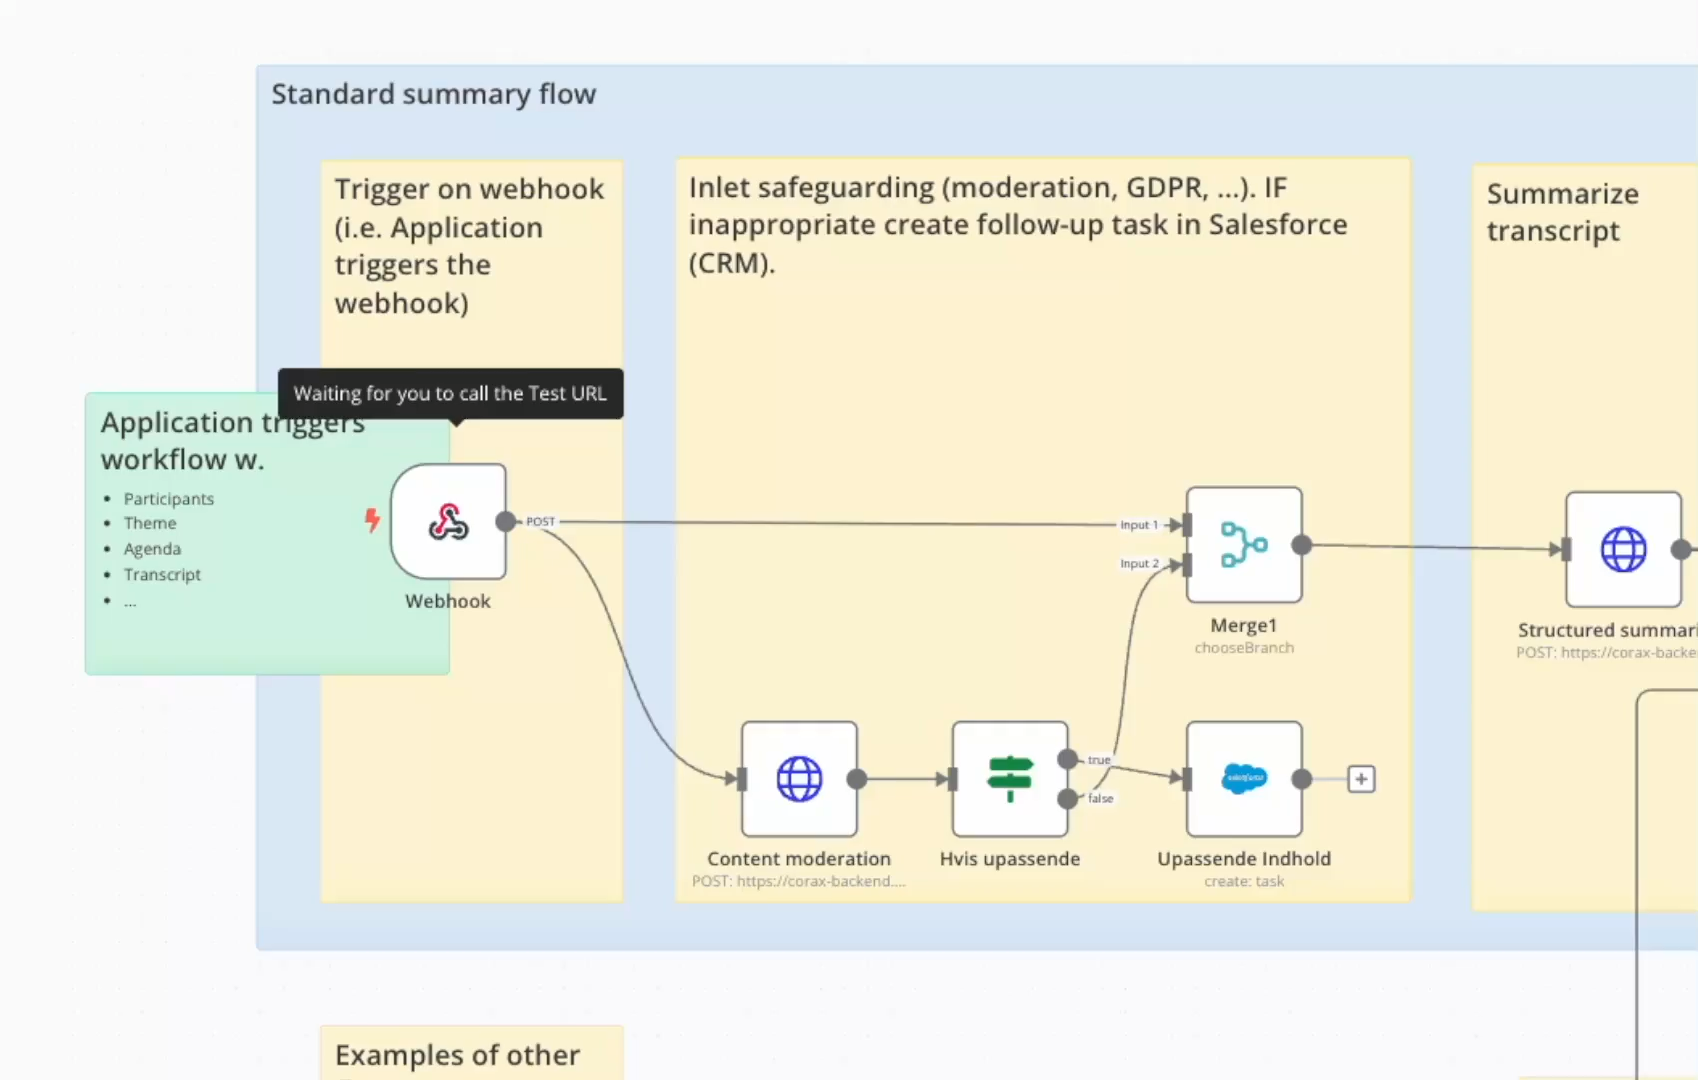 Standard summary flow
Trigger on webhook
(i.e. Application
triggers the
webhook)
Inlet safeguarding (moderation, GDPR, ...). IF
inappropriate create follow-up task in Salesforce
(CRM).
Summarize
transcript
Waiting for you to call the Test URL
Application triggers
workflow w.
• Participants
• Theme
• Agenda
• Transcript
• ...
POST
Webhook
Input 1
Input 2
Merge1
chooseBranch
Structured summari
POST: https://corax-backe
true
false
salesforce
Content moderation
POST: https://corax-backend....
Hvis upassende
Upassende Indhold
create: task
Examples of other